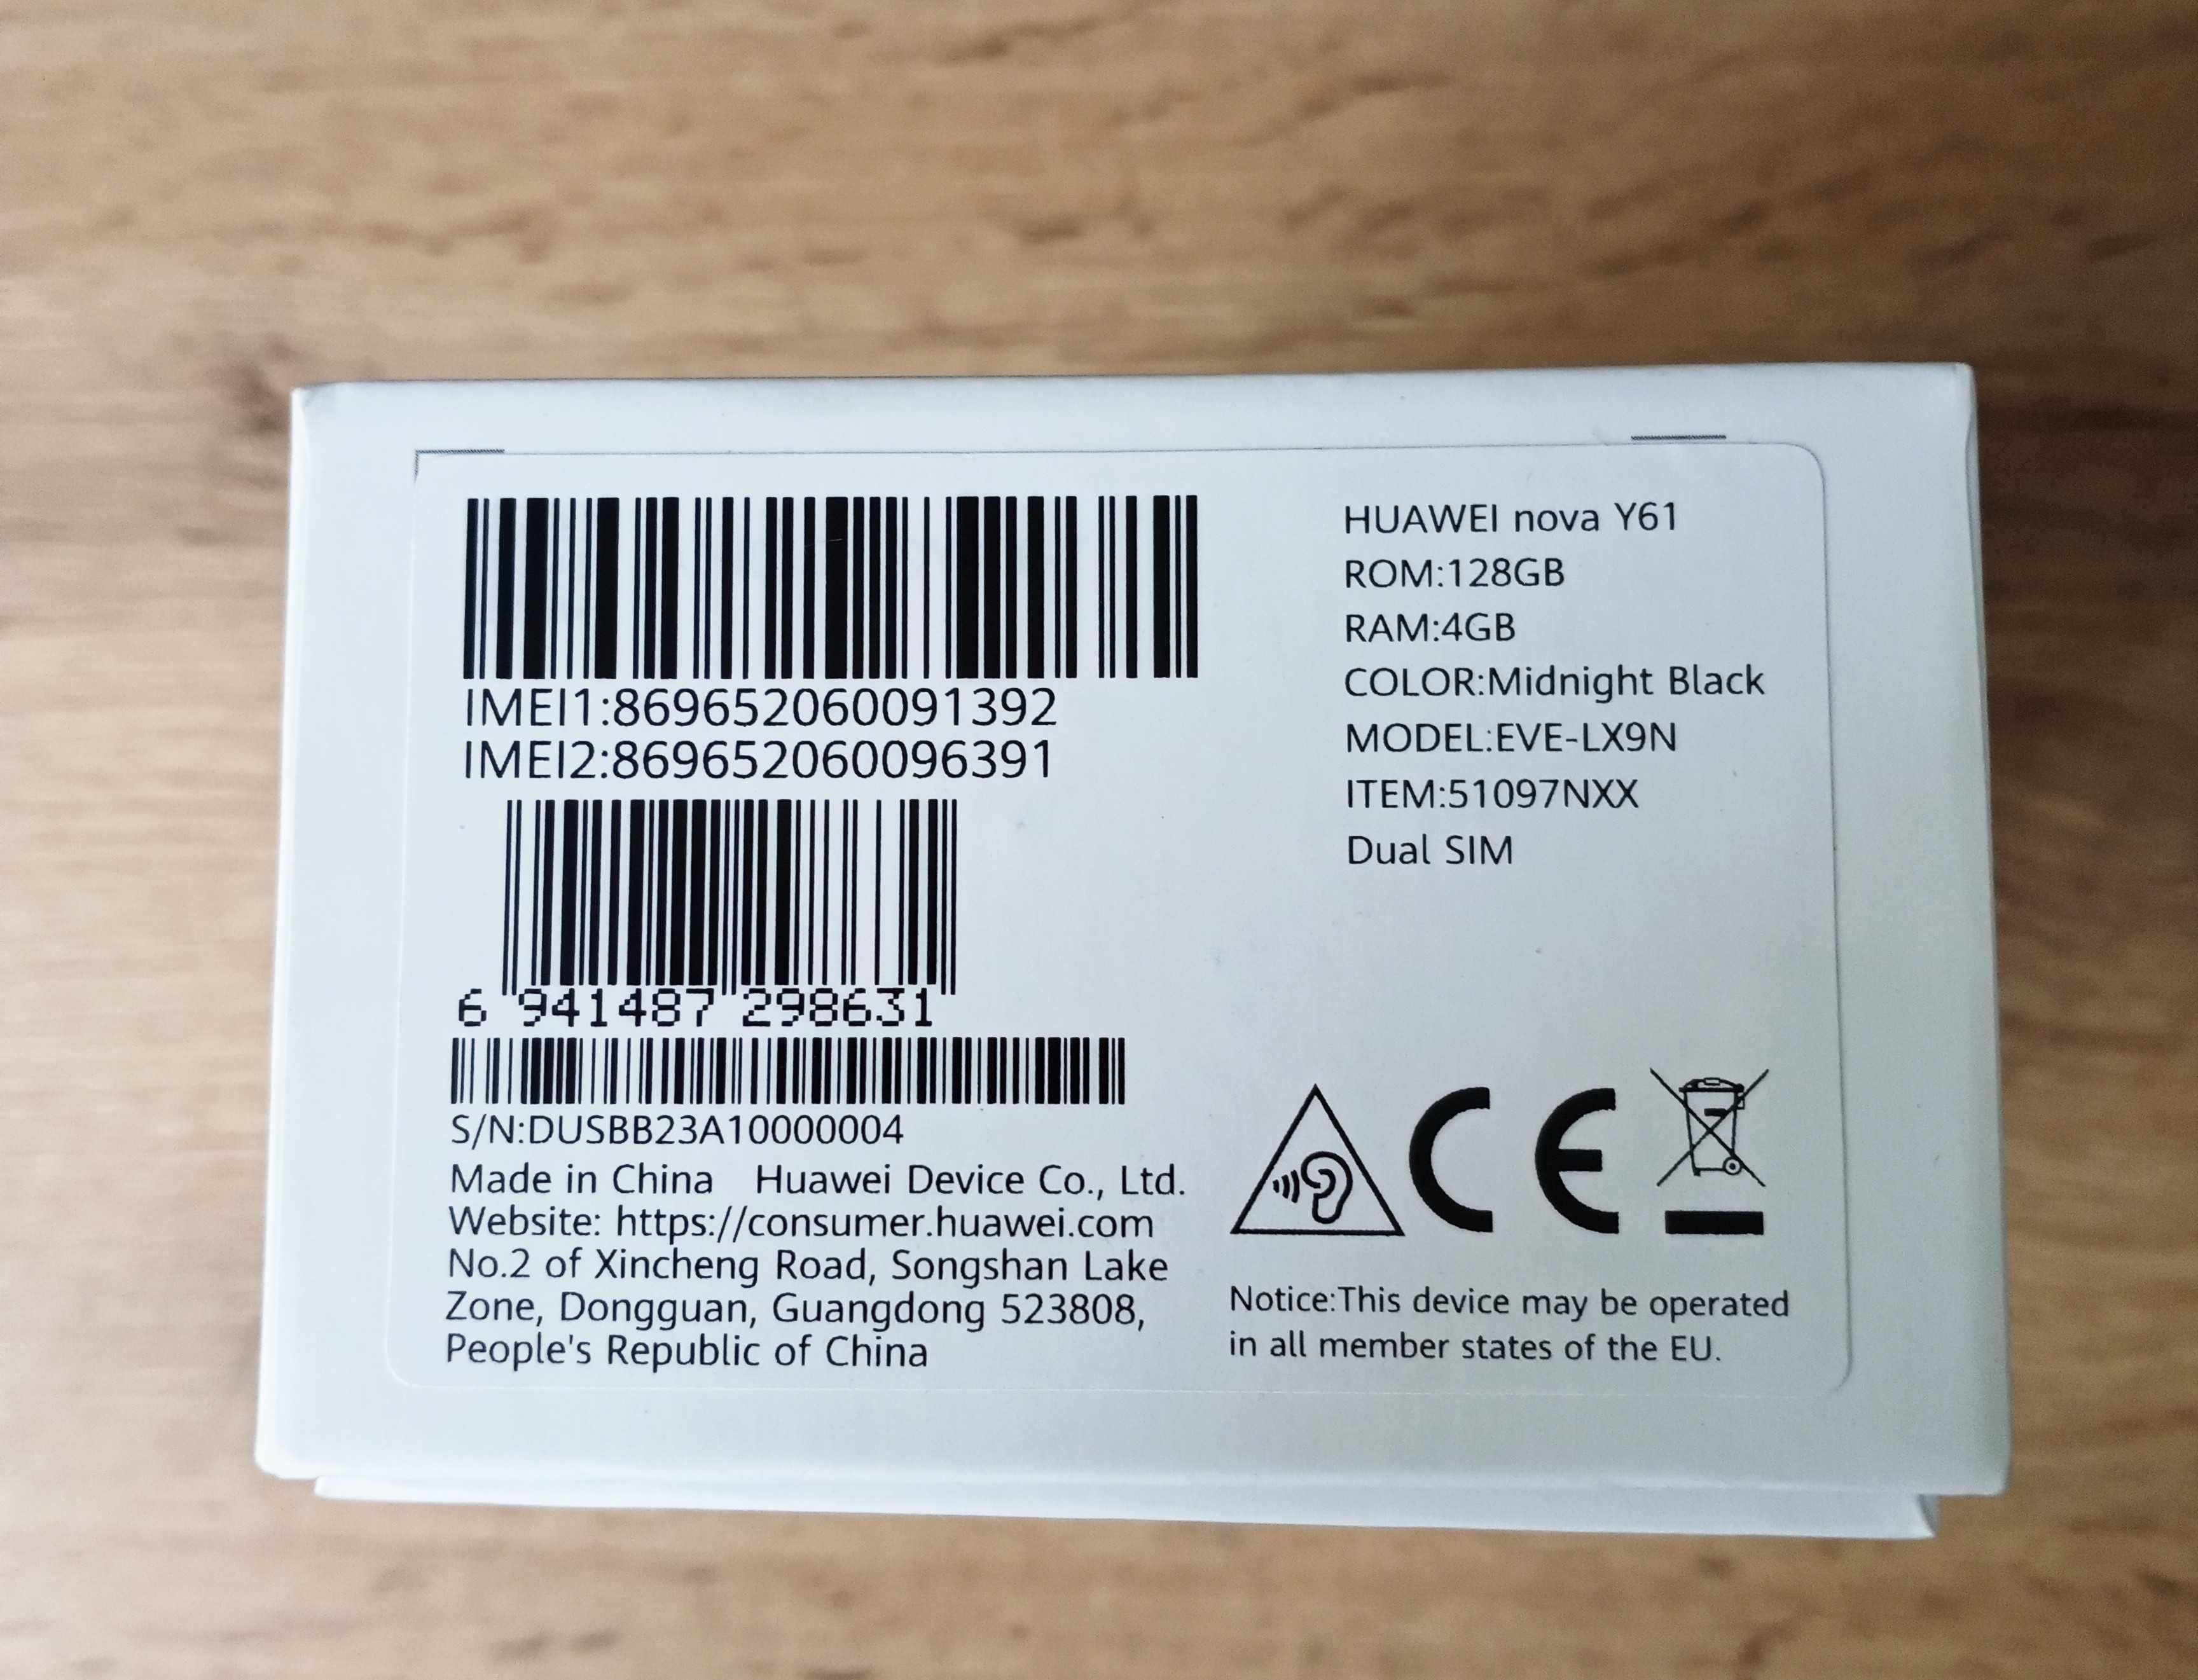 IMEI1:869652060091392
IMEI2:869652060096391
6 941487 298631
S/N:DUSBB23A10000004
Made in China Huawei Device Co., Ltd.
Website: https://consumer.huawei.com
No.2 of Xincheng Road, Songshan Lake
Zone, Dongguan, Guangdong 523808,
People's Republic of China
HUAWEI nova Y61
ROM:128GB
RAM:4GB
COLOR:Midnight Black
MODEL:EVE-LX9N
ITEM:51097NXX
Dual SIM
CE
Notice:This device may be operated
in all member states of the EU.